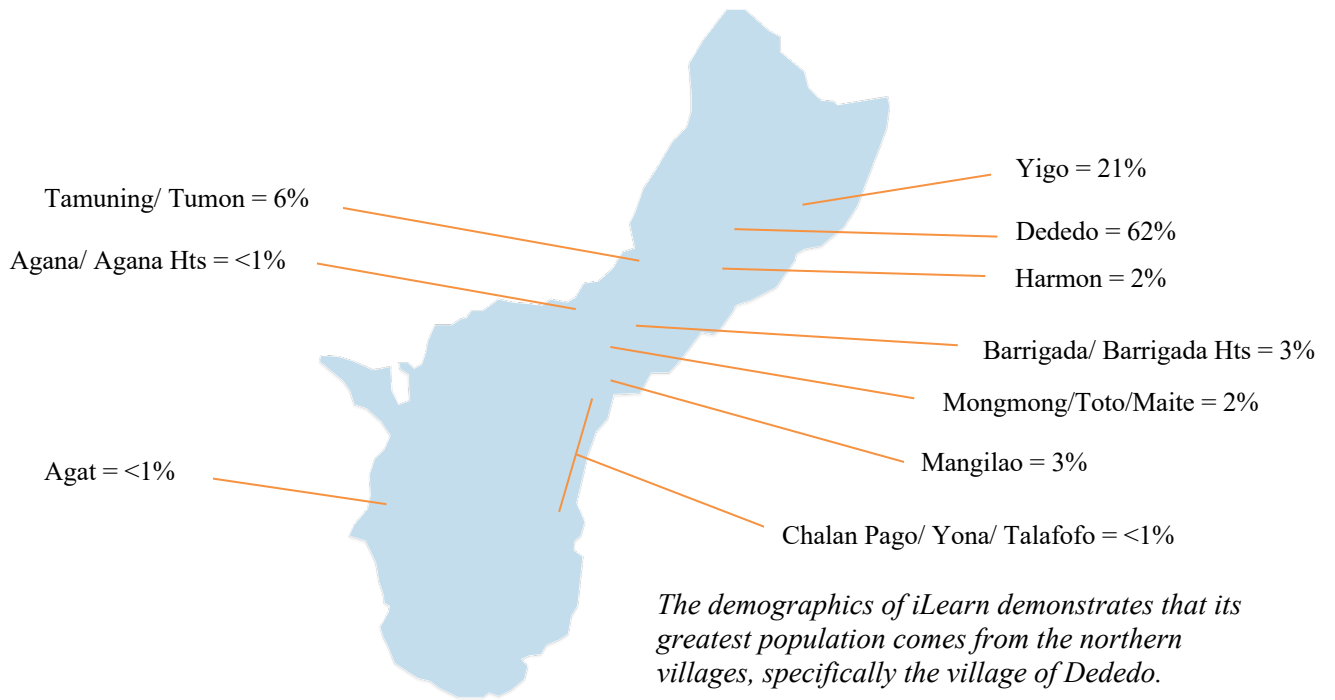 Yigo = 21%
Tamuning/ Tumon = 6%
Dededo = 62%
Agana/ Agana Hts = <1%
Harmon = 2%
Barrigada/ Barrigada Hts = 3%
Mongmong/Toto/Maite = 2%
Mangilao = 3%
Agat = <1%
Chalan Pago/ Yona/ Talafofo = <1%
The demographics of iLearn demonstrates that its
greatest population comes from the northern
villages, specifically the village of Dededo.